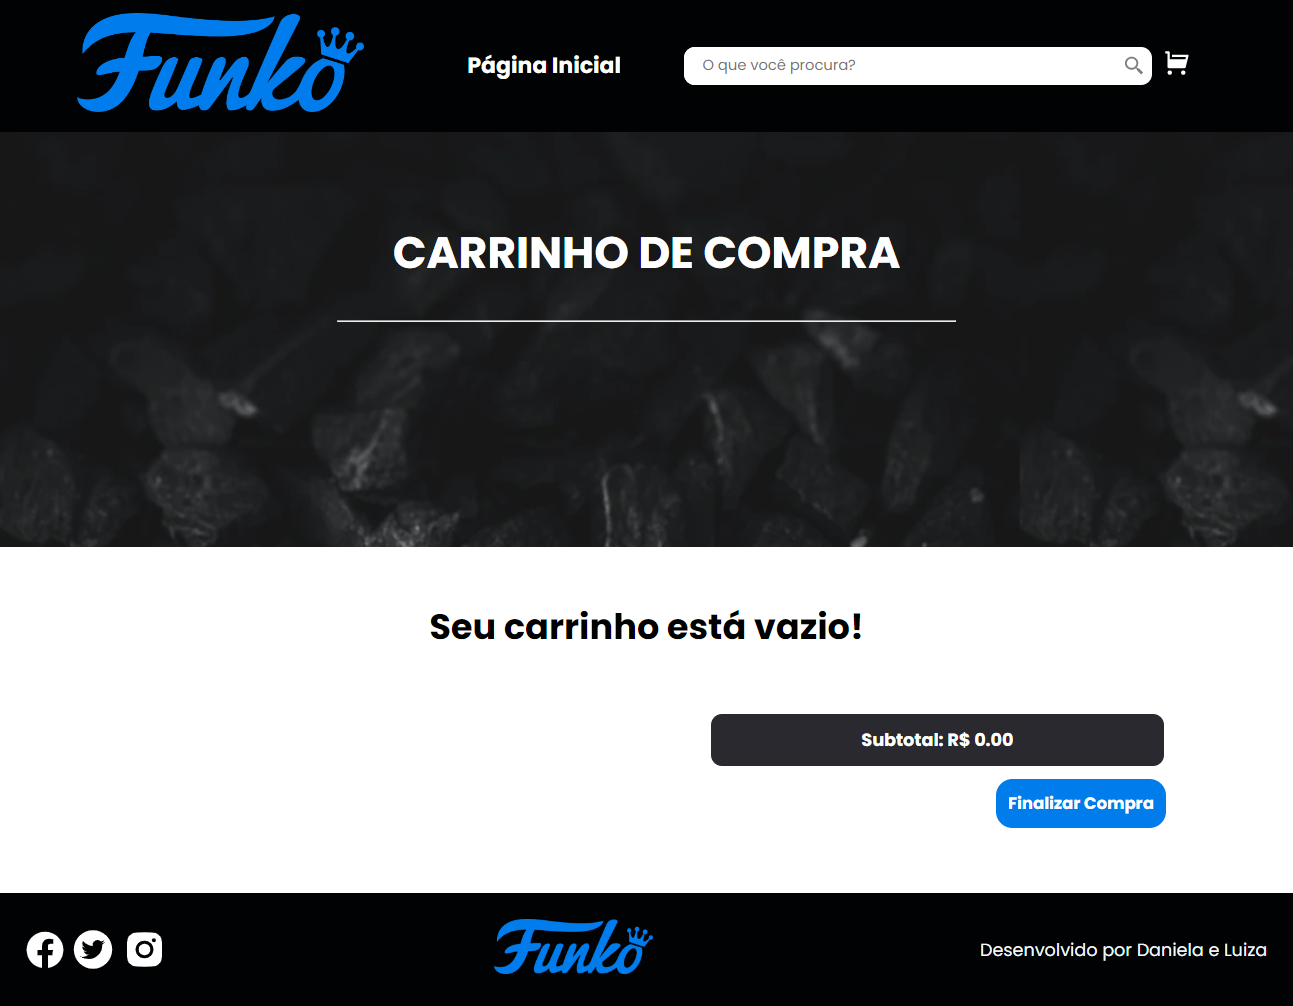 Funko
Página Inicial
O que você procura?
CARRINHO DE COMPRA
Seu carrinho está vazio!
Subtotal: R$ 0.00
Finalizar Compra
Funko
Desenvolvido por Daniela e Luiza